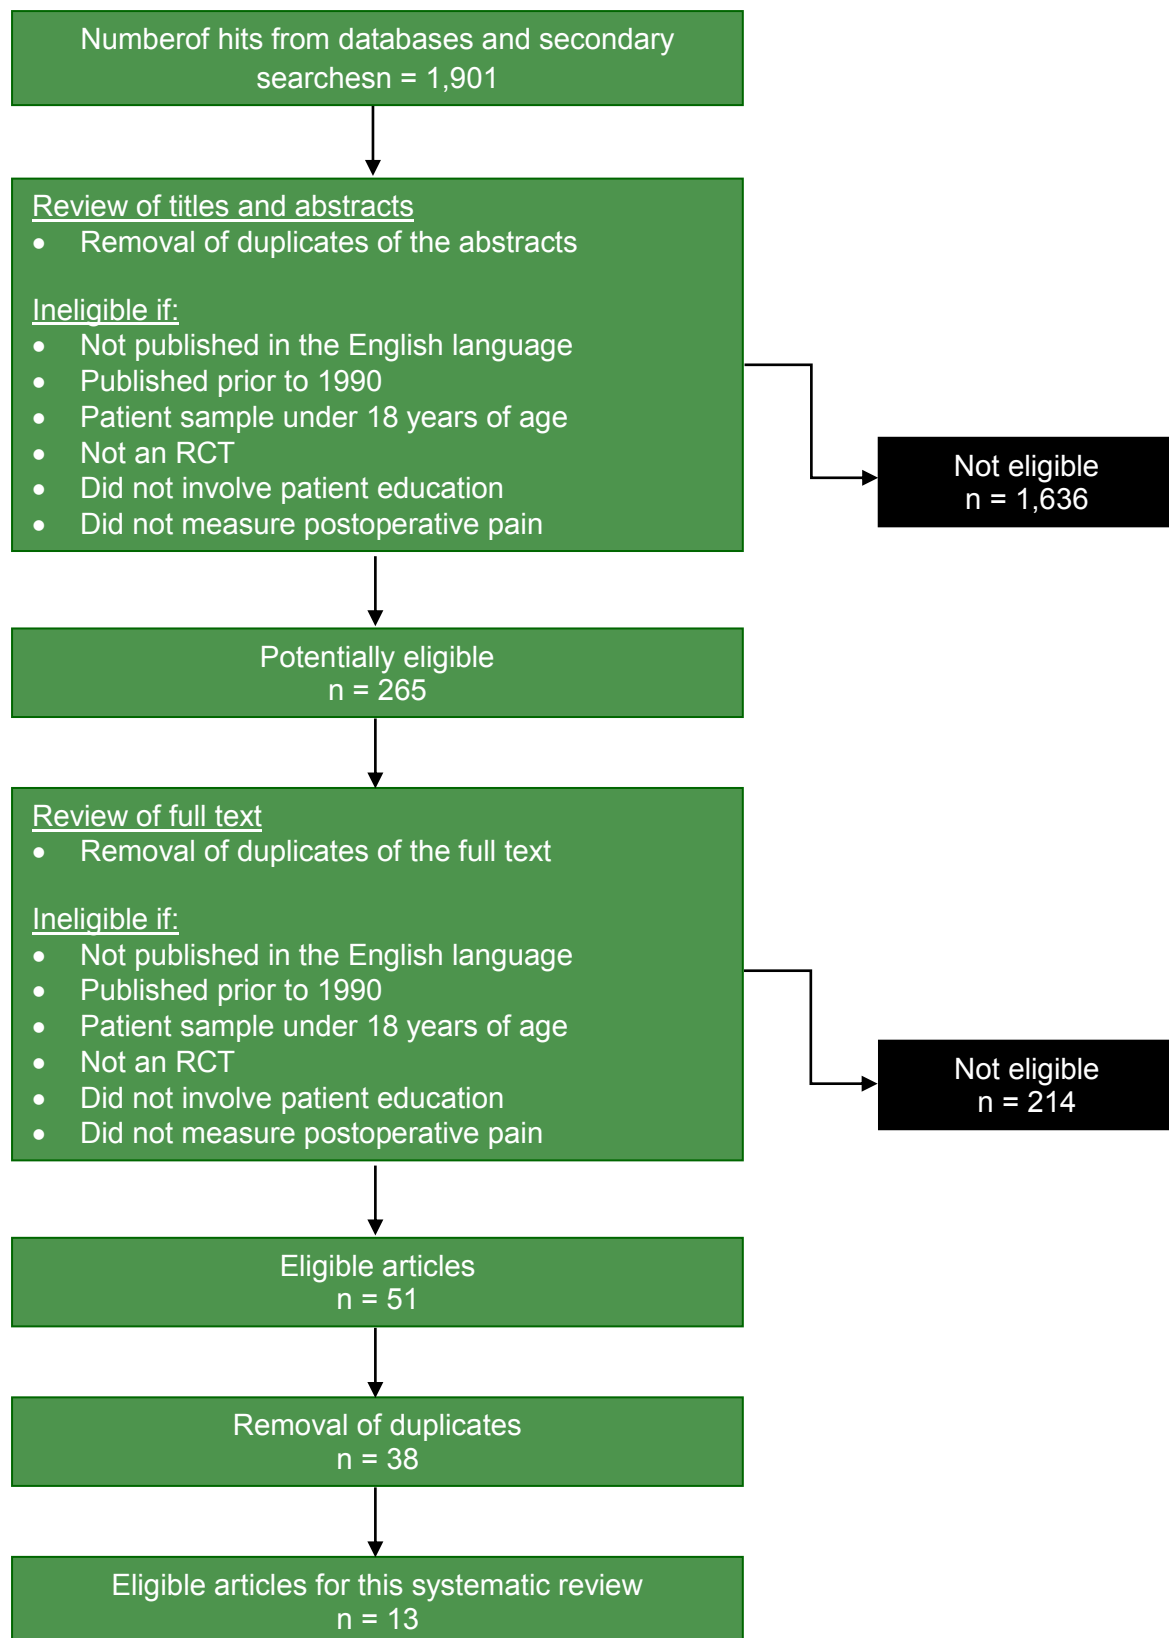 Numberof hits from databases and secondary
searchesn = 1,901
Review of titles and abstracts
• Removal of duplicates of the abstracts
Ineligible if:
• Not published in the English language
• Published prior to 1990
• Patient sample under 18 years of age
• Not an RCT
• Did not involve patient education
• Did not measure postoperative pain
Not eligible
n = 1,636
Potentially eligible
n = 265
Review of full text
• Removal of duplicates of the full text
Ineligible if:
• Not published in the English language
• Published prior to 1990
• Patient sample under 18 years of age
• Not an RCT
• Did not involve patient education
• Did not measure postoperative pain
Not eligible
n = 214
Eligible articles
n = 51
Removal of duplicates
n = 38
Eligible articles for this systematic review
n = 13